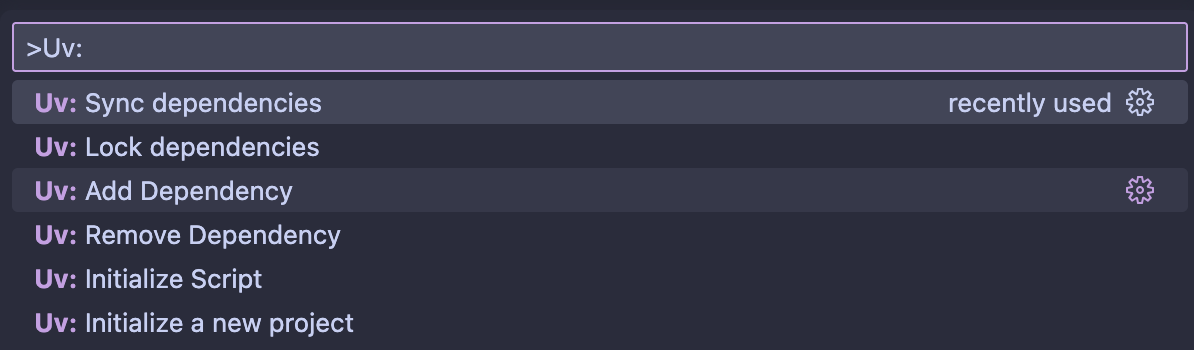 >Uv:
Uv: Sync dependencies recently used
Uv: Lock dependencies
Uv: Add Dependency
Uv: Remove Dependency
Uv: Initialize Script
Uv: Initialize a new project